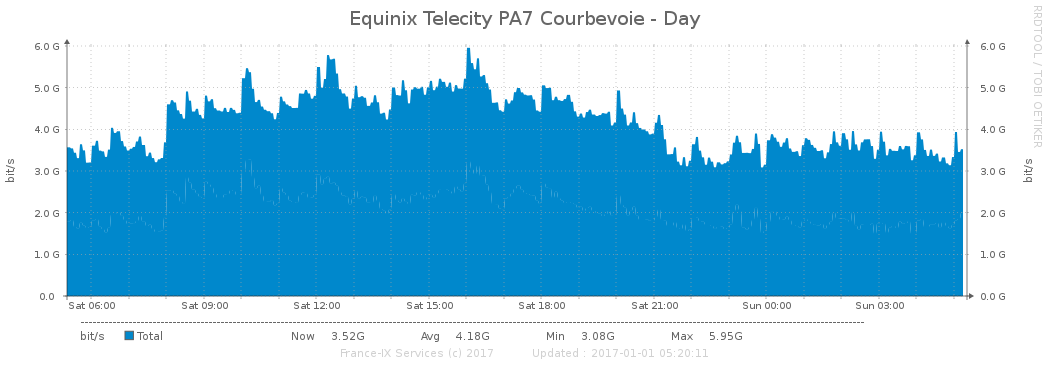 Equinix Telecity PA7 Courbevoie - Day
RRDTOOL / TOBI OETIKER
6.0 G 6.0 G
5.0 G 5.0 G
4.0 G 4.0 G
3.0 G 3.0 G
2.0 G 2.0 G
1.0 G 1.0 G
0.0 0.0 G
bit/s bit/s
Sat 06:00 Sat 09:00 Sat 12:00 Sat 15:00 Sat 18:00 Sat 21:00 Sun 00:00 Sun 03:00
bit/s Total Now 3.52G Avg 4.18G Min 3.08G Max 5.95G
France-IX Services (c) 2017 Updated : 2017-01-01 05:20:11